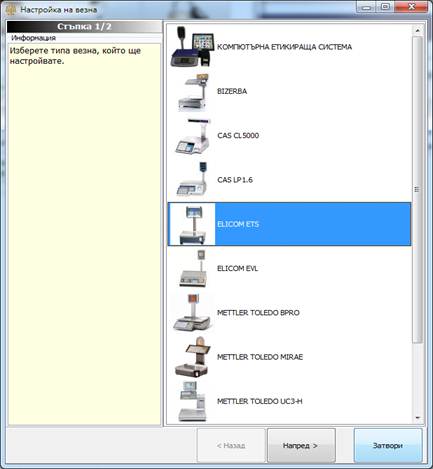 Настройка на везна
Стъпка 1/2
Информация
Изберете типа везна, който ще
настройвате.
КОМПЮТЪРНА ЕТИКИРАЩА СИСТЕМА
BIZERBA
CAS CL5000
CAS LP1.6
ELICOM ETS
ELICOM EVL
METTLER TOLEDO BPRO
METTLER TOLEDO MIRAE
METTLER TOLEDO UC3-H
< Назад
Напред >
Затвори